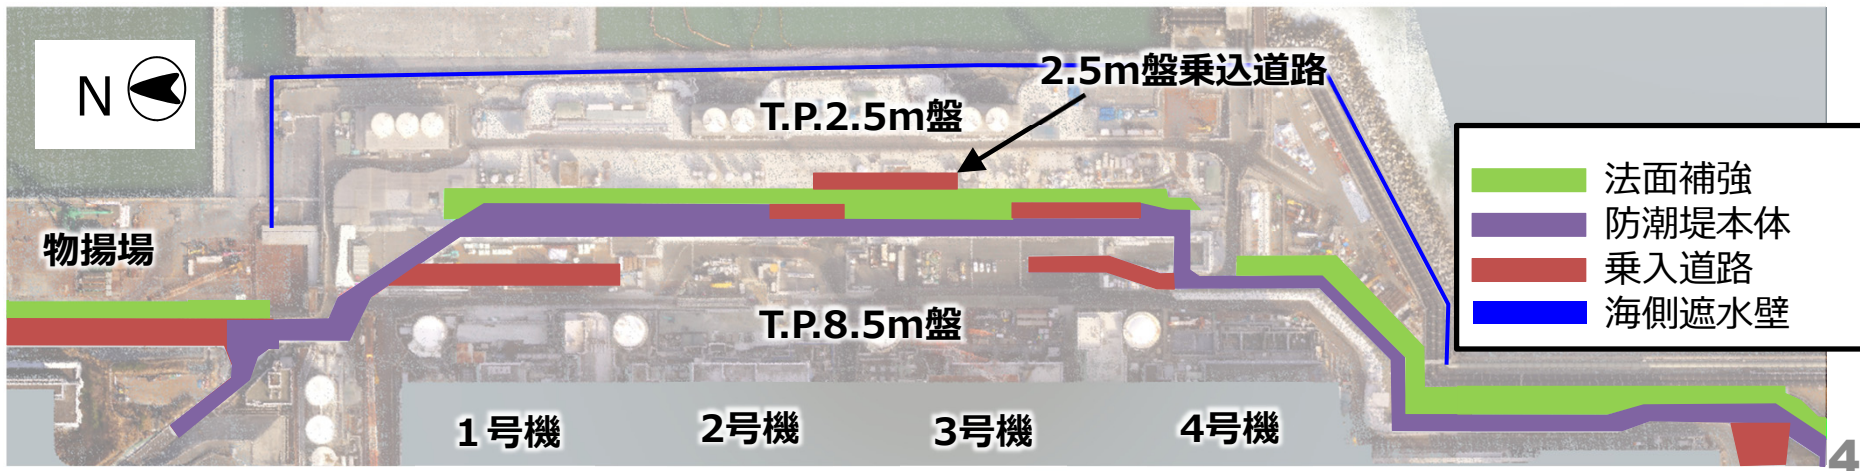 N
2.5m盤乗込道路
T.P.2.5m盤
物揚場
T.P.8.5m盤
1号機
2号機
3号機
4号機
法面補強
防潮堤本体
乗入道路
海側遮水壁
4